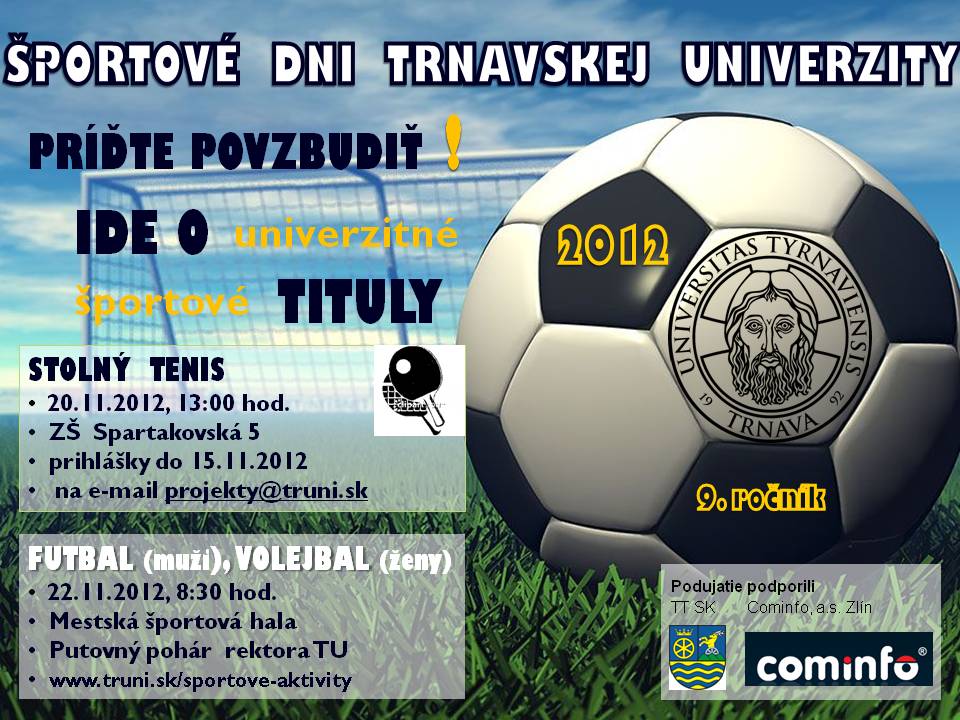 ŠPORTOVÉ DNI TRNAVSKEJ UNIVERZITY
PRÍĎTE POVZBUDIŤ !
IDE O univerzitné
športové TITULY
2012
UNIVERSITAS TYRNAVIENSIS
19 TRNAVA 92
9. ročník
STOLNÝ TENIS
• 20.11.2012, 13:00 hod.
• ZŠ Spartakovská 5
• prihlášky do 15.11.2012
• na e-mail projekty@truni.sk
FUTBAL (muži), VOLEJBAL (ženy)
• 22.11.2012, 8:30 hod.
• Mestská športová hala
• Putovný pohár rektora TU
• www.truni.sk/sportove-aktivity
Podujatie podporili
TT SK Cominfo, a.s. Zlín
cominfo®